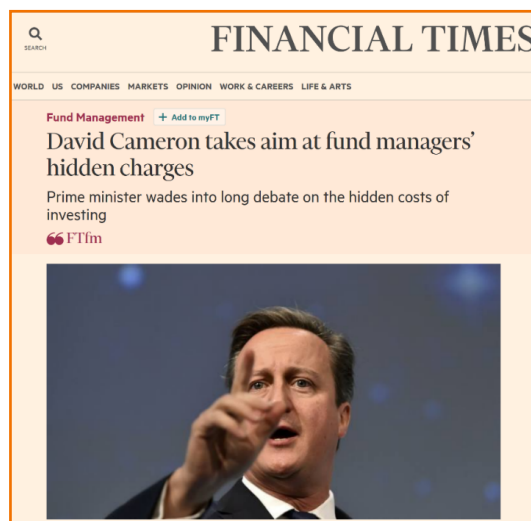 FINANCIAL TIMES
SEARCH
WORLD US COMPANIES MARKETS OPINION WORK & CAREERS LIFE & ARTS
Fund Management + Add to myFT
David Cameron takes aim at fund managers’
hidden charges
Prime minister wades into long debate on the hidden costs of
investing
FTfm